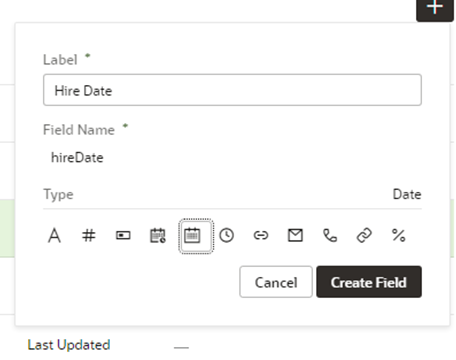 Label *
Hire Date
Field Name *
hireDate
Type Date
A # %
Cancel Create Field
Last Updated —